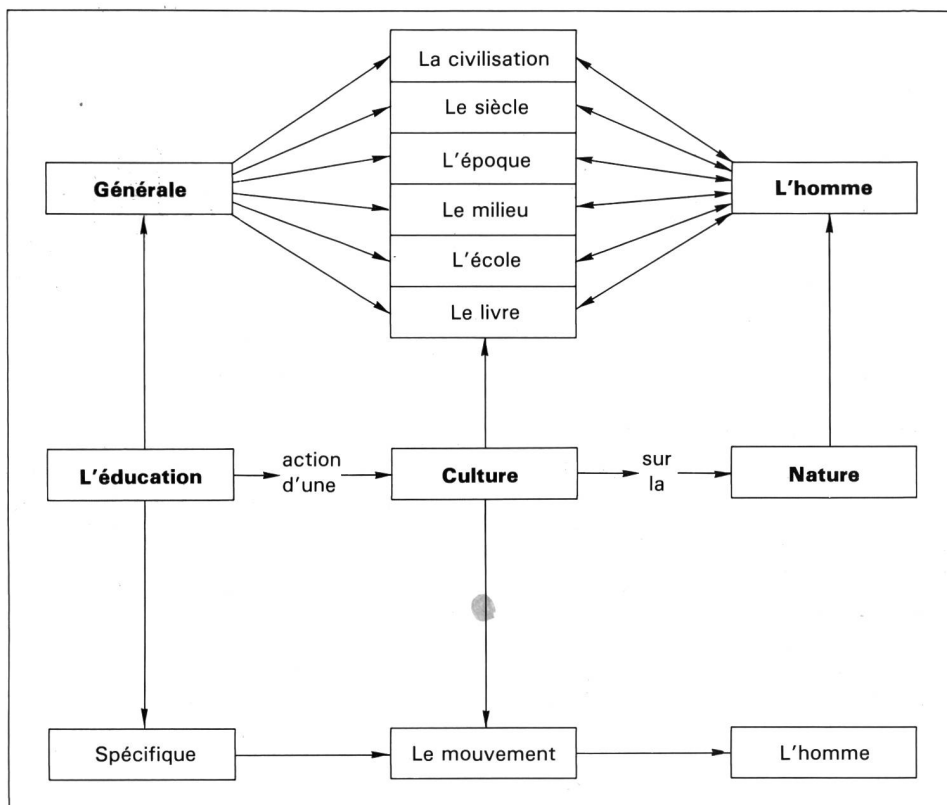 La civilisation
Le siècle
L'époque
Générale
L'homme
Le milieu
L'école
Le livre
L'éducation
action
d'une
Culture
sur
la
Nature
Spécifique
Le mouvement
L'homme